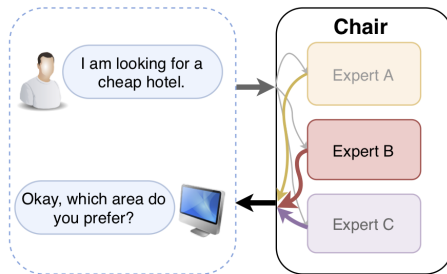 Chair
I am looking for a
cheap hotel.
Expert A
Expert B
Okay, which area do
you prefer?
Expert C